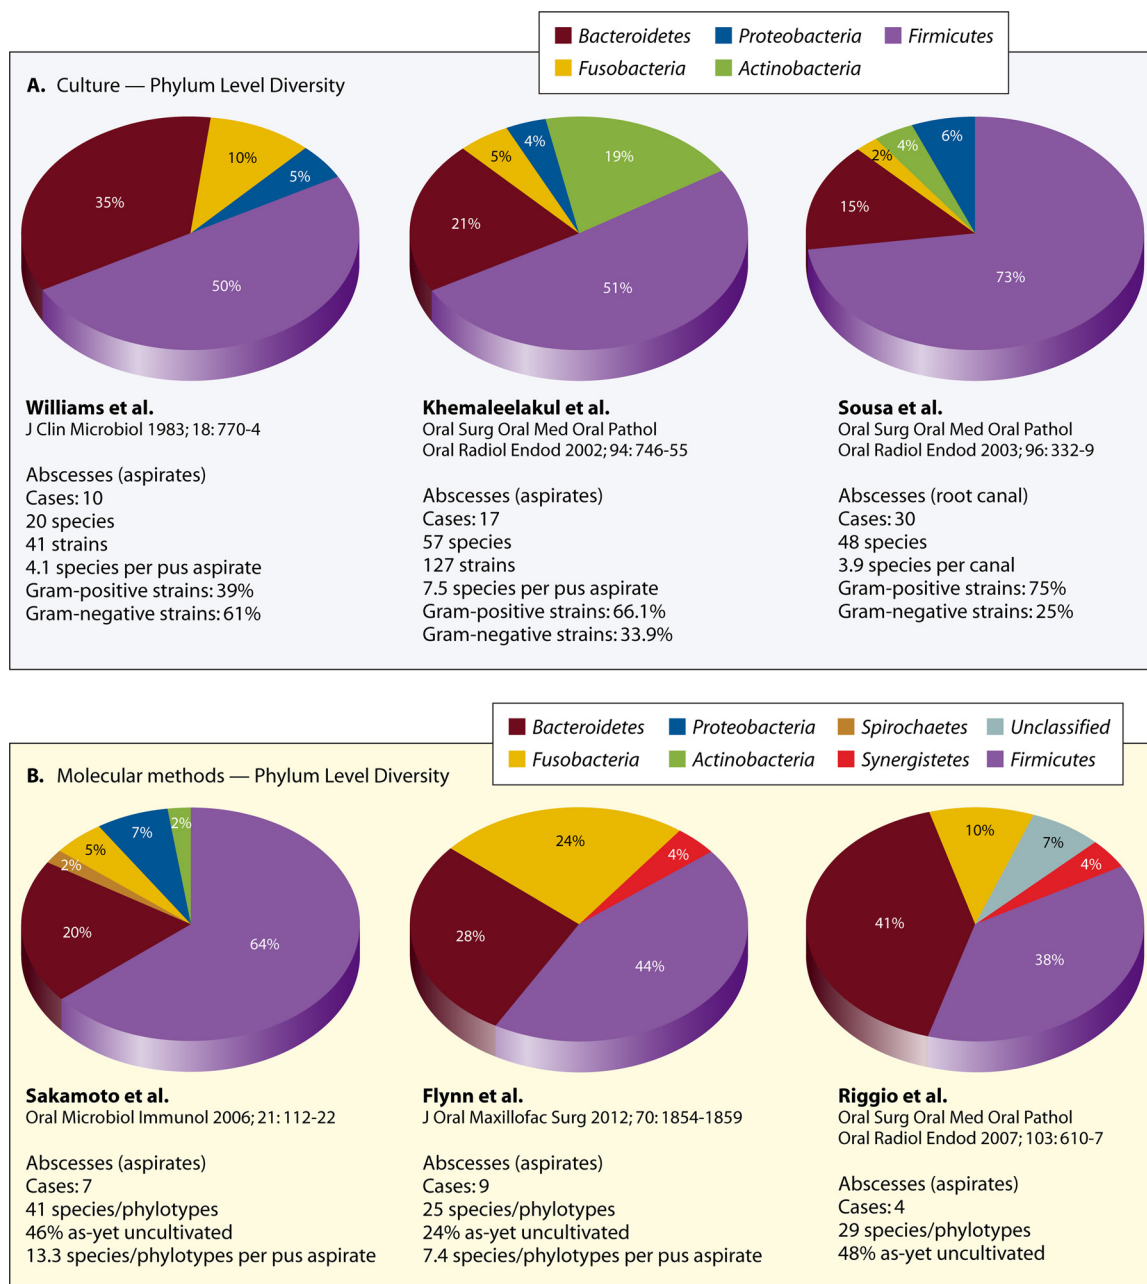 Bacteroidetes Proteobacteria Firmicutes
Fusobacteria Actinobacteria
A. Culture — Phylum Level Diversity
35%
10%
5%
50%
21%
5%
4%
19%
51%
15%
2%
4%
6%
73%
Williams et al.
J Clin Microbiol 1983; 18: 770-4
Abscesses (aspirates)
Cases: 10
20 species
41 strains
4.1 species per pus aspirate
Gram-positive strains: 39%
Gram-negative strains: 61%
Khemaleelakul et al.
Oral Surg Oral Med Oral Pathol
Oral Radiol Endod 2002; 94: 746-55
Abscesses (aspirates)
Cases: 17
57 species
127 strains
7.5 species per pus aspirate
Gram-positive strains: 66.1%
Gram-negative strains: 33.9%
Sousa et al.
Oral Surg Oral Med Oral Pathol
Oral Radiol Endod 2003; 96: 332-9
Abscesses (root canal)
Cases: 30
48 species
3.9 species per canal
Gram-positive strains: 75%
Gram-negative strains: 25%
Bacteroidetes Proteobacteria Spirochaetes Unclassified
Fusobacteria Actinobacteria Synergistetes Firmicutes
B. Molecular methods — Phylum Level Diversity
20%
2%
5%
7%
2%
64%
28%
24%
4%
44%
41%
10%
7%
4%
38%
Sakamoto et al.
Oral Microbiol Immunol 2006; 21: 112-22
Abscesses (aspirates)
Cases: 7
41 species/phylotypes
46% as-yet uncultivated
13.3 species/phylotypes per pus aspirate
Flynn et al.
J Oral Maxillofac Surg 2012; 70: 1854-1859
Abscesses (aspirates)
Cases: 9
25 species/phylotypes
24% as-yet uncultivated
7.4 species/phylotypes per pus aspirate
Riggio et al.
Oral Surg Oral Med Oral Pathol
Oral Radiol Endod 2007; 103: 610-7
Abscesses (aspirates)
Cases: 4
29 species/phylotypes
48% as-yet uncultivated